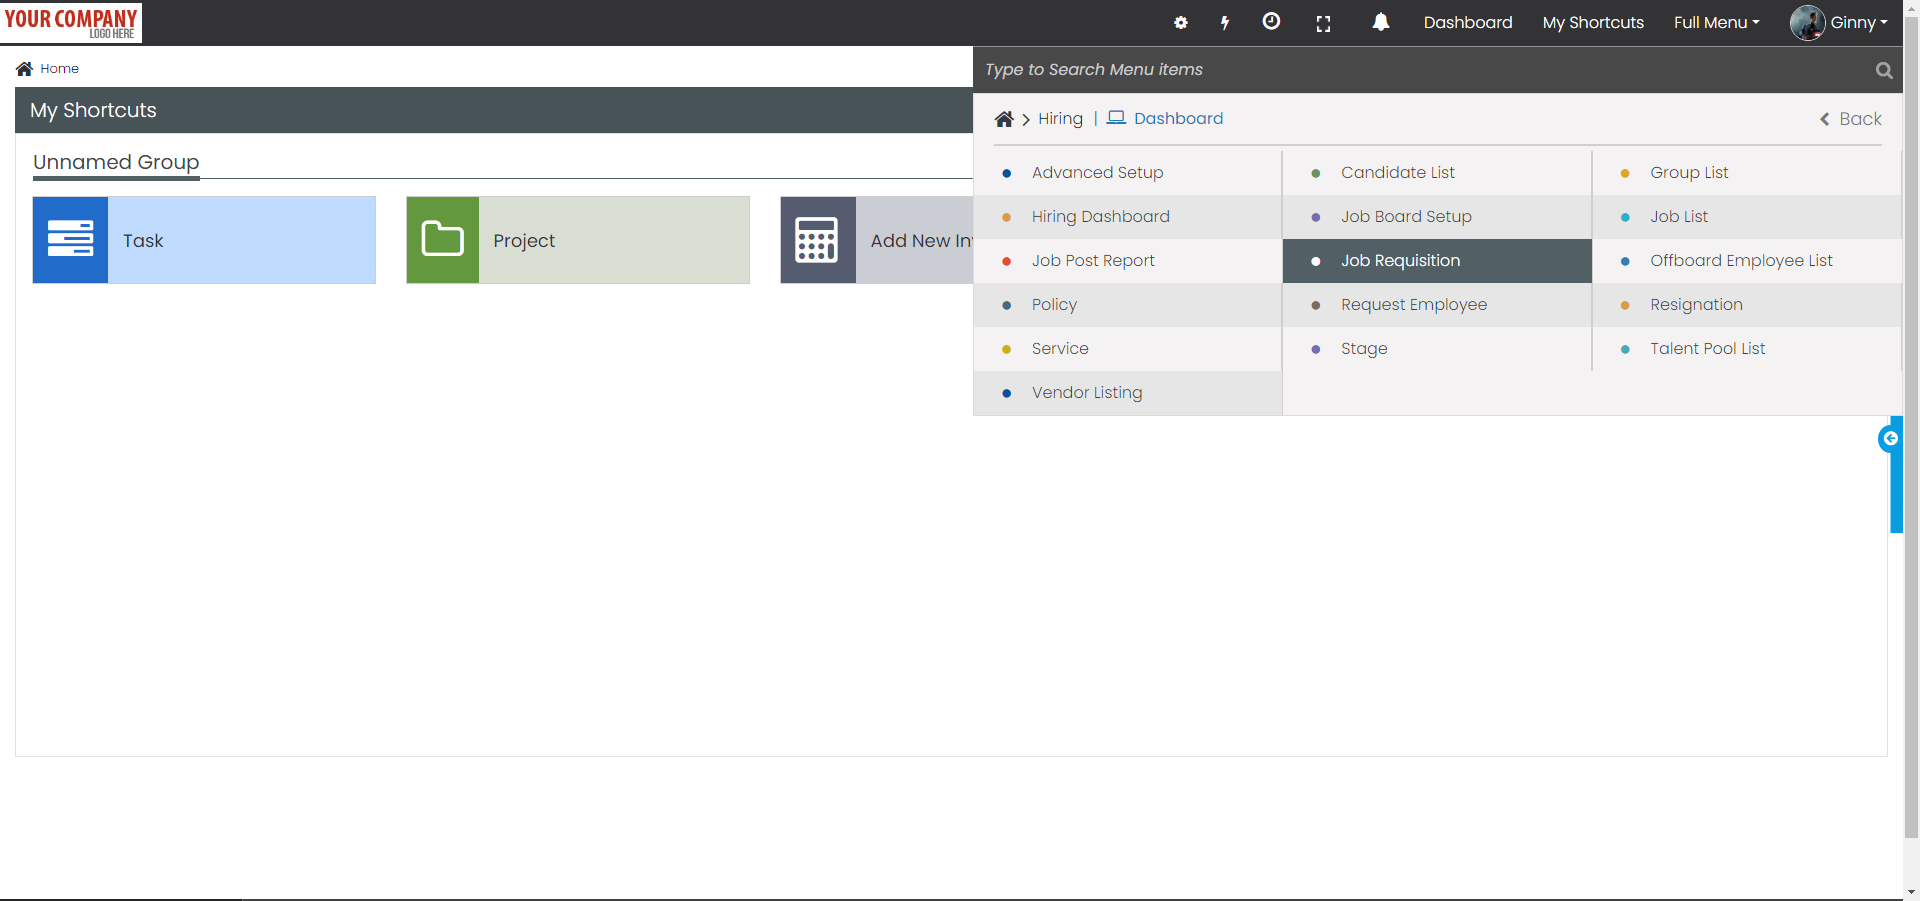 YOUR COMPANY
LOGO HERE
Dashboard
My Shortcuts
Full Menu
Ginny
Home
Type to Search Menu items
My Shortcuts
Hiring | Dashboard
Back
Unnamed Group
Advanced Setup
Candidate List
Group List
Hiring Dashboard
Job Board Setup
Job List
Job Post Report
Job Requisition
Offboard Employee List
Policy
Request Employee
Resignation
Service
Stage
Talent Pool List
Vendor Listing
Task
Project
Add New In